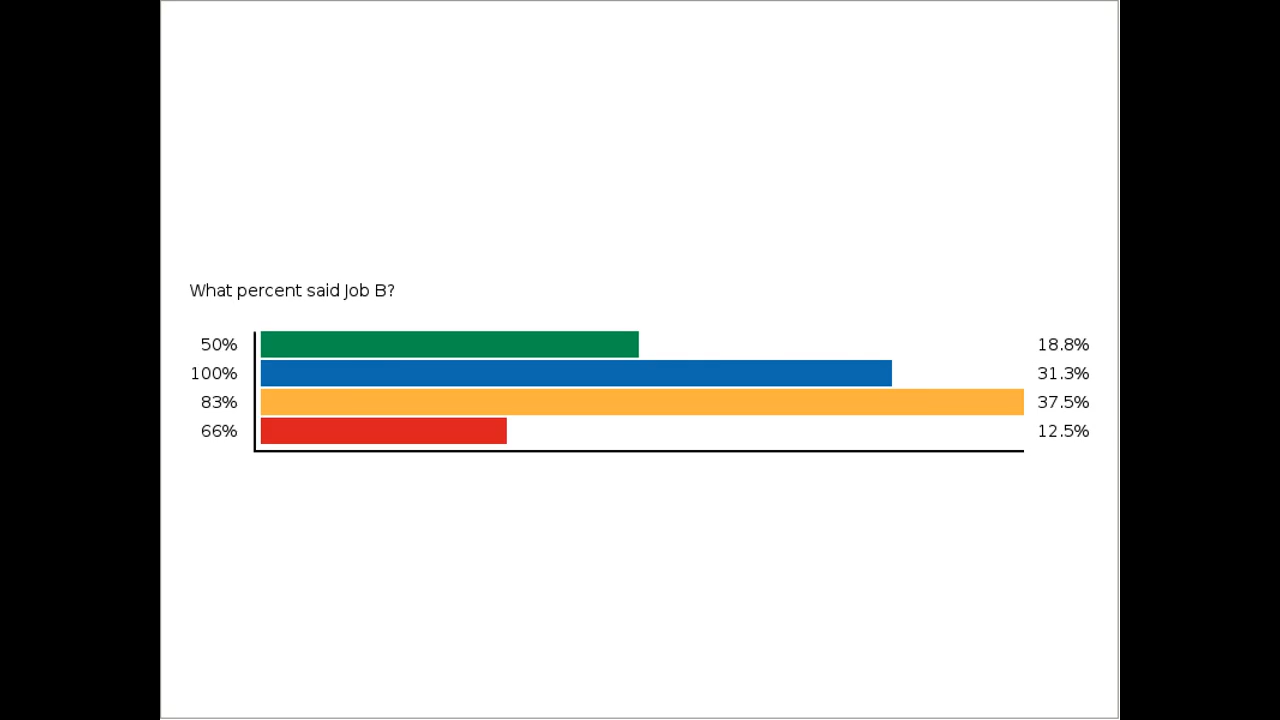 What percent said Job B?
50% 18.8%
100% 31.3%
83% 37.5%
66% 12.5%